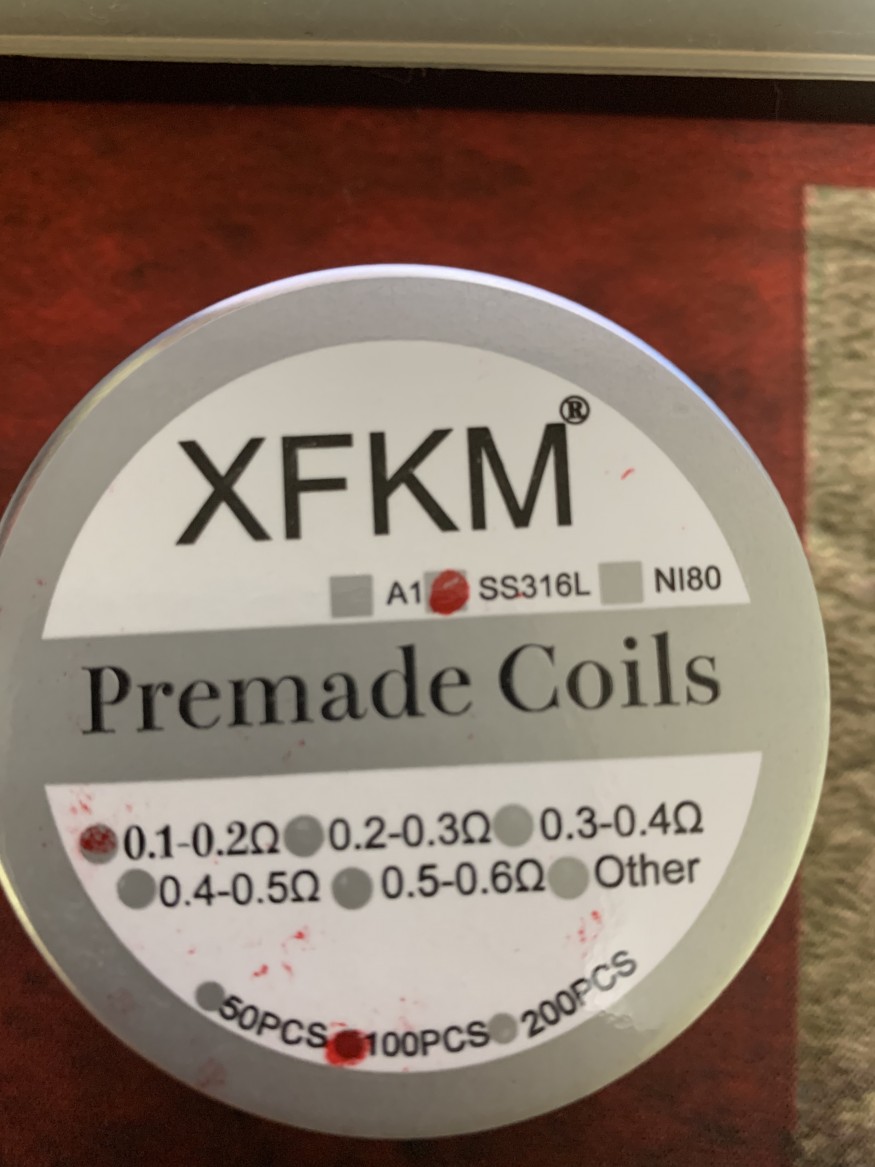 XFKM®
A1 SS316L NI80
Premade Coils
0.1-0.2Ω 0.2-0.3Ω 0.3-0.4Ω
0.4-0.5Ω 0.5-0.6Ω Other
50PCS 100PCS 200PCS